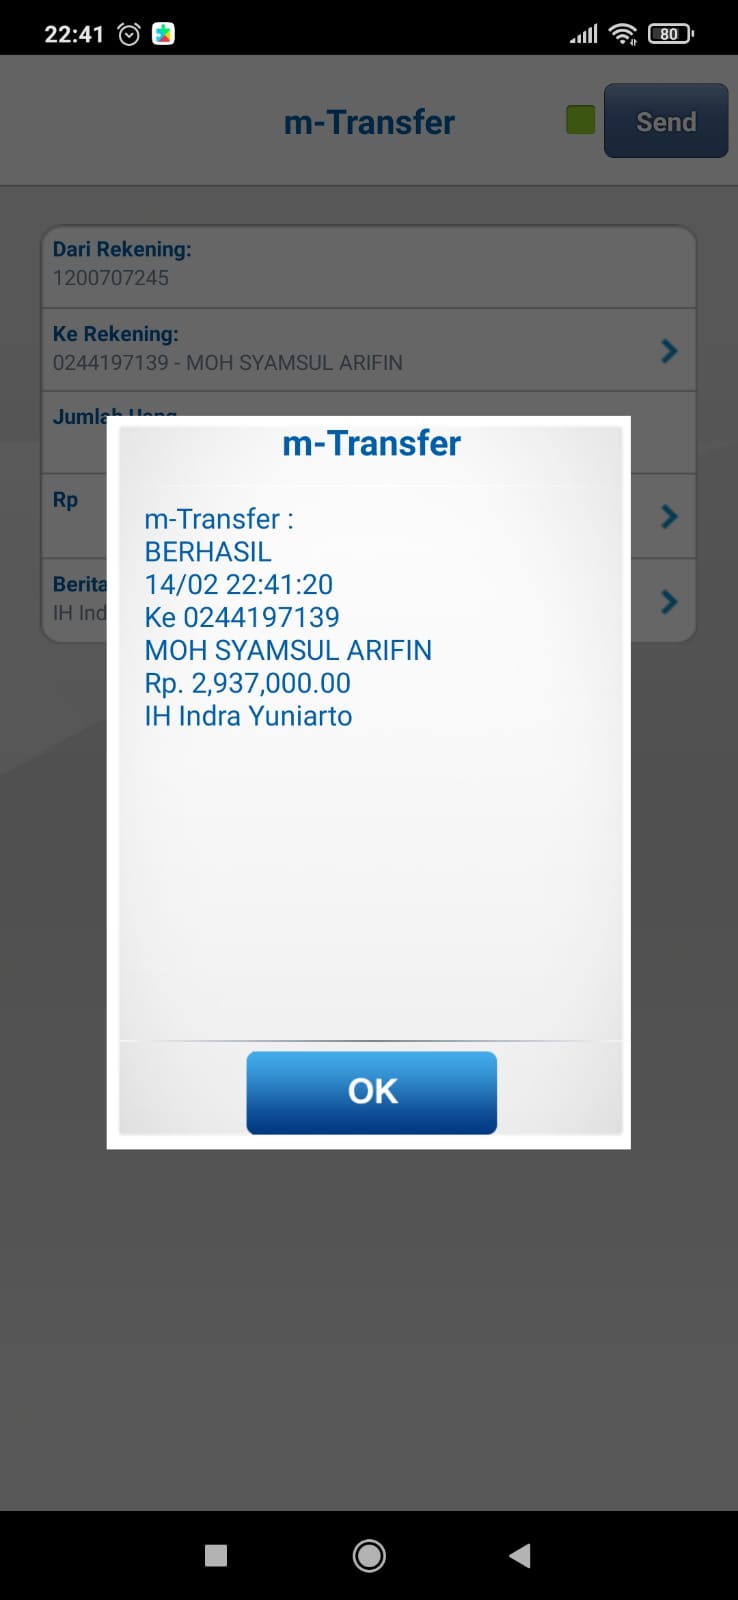 22:41
80
m-Transfer
Send
Dari Rekening:
1200707245
Ke Rekening:
0244197139 - MOH SYAMSUL ARIFIN
Jumlah Uang
Rp
Berita
IH Ind
m-Transfer
m-Transfer :
BERHASIL
14/02 22:41:20
Ke 0244197139
MOH SYAMSUL ARIFIN
Rp. 2,937,000.00
IH Indra Yuniarto
OK